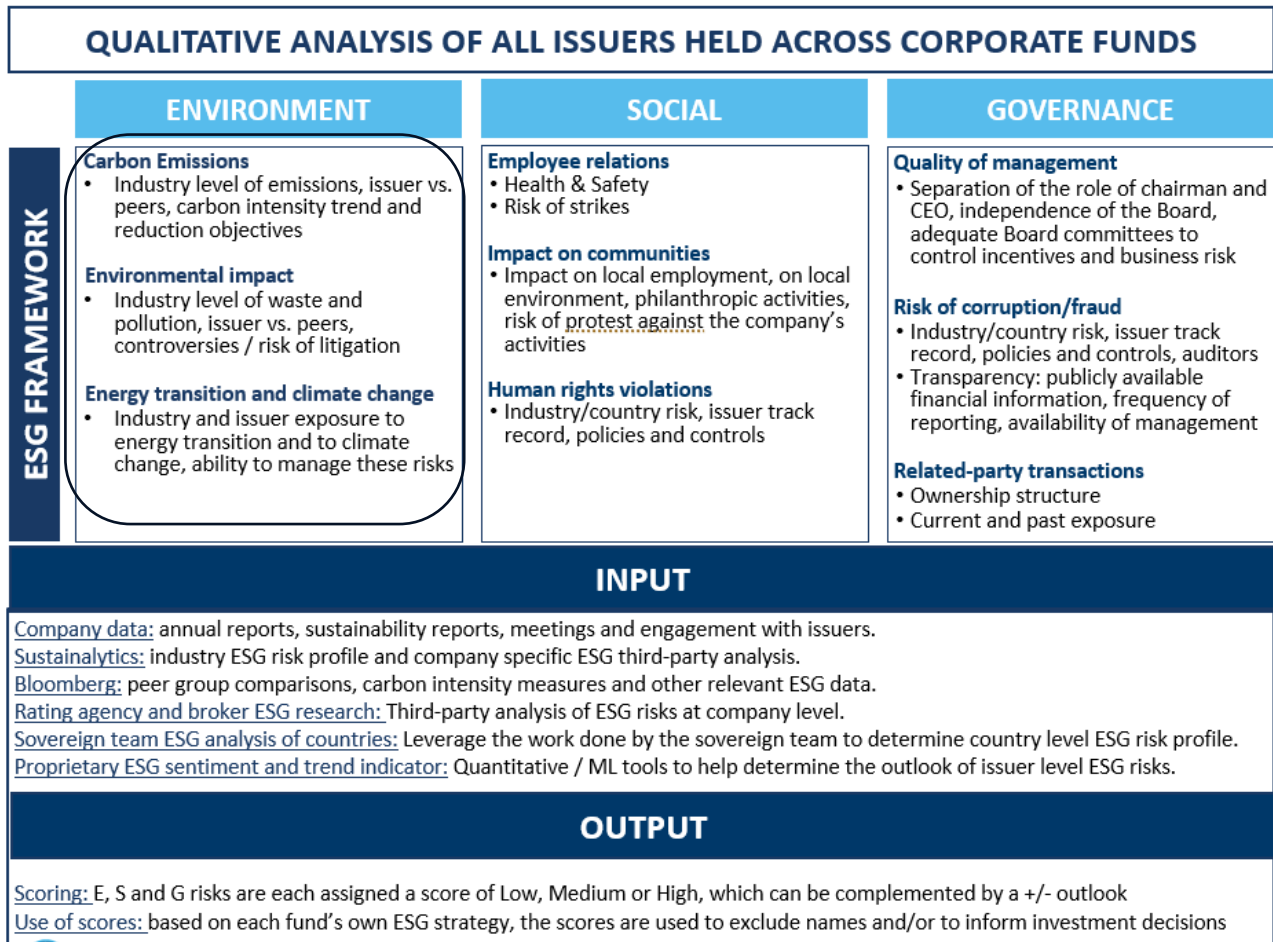 QUALITATIVE ANALYSIS OF ALL ISSUERS HELD ACROSS CORPORATE FUNDS
ESG FRAMEWORK
ENVIRONMENT
Carbon Emissions
• Industry level of emissions, issuer vs.
peers, carbon intensity trend and
reduction objectives
Environmental impact
• Industry level of waste and
pollution, issuer vs. peers,
controversies / risk of litigation
Energy transition and climate change
• Industry and issuer exposure to
energy transition and to climate
change, ability to manage these risks
SOCIAL
Employee relations
• Health & Safety
• Risk of strikes
Impact on communities
• Impact on local employment, on local
environment, philanthropic activities,
risk of protest against the company's
activities
Human rights violations
• Industry/country risk, issuer track
record, policies and controls
GOVERNANCE
Quality of management
• Separation of the role of chairman and
CEO, independence of the Board,
adequate Board committees to
control incentives and business risk
Risk of corruption/fraud
• Industry/country risk, issuer track
record, policies and controls, auditors
• Transparency: publicly available
financial information, frequency of
reporting, availability of management
Related-party transactions
• Ownership structure
• Current and past exposure
INPUT
Company data: annual reports, sustainability reports, meetings and engagement with issuers.
Sustainalytics: industry ESG risk profile and company specific ESG third-party analysis.
Bloomberg: peer group comparisons, carbon intensity measures and other relevant ESG data.
Rating agency and broker ESG research: Third-party analysis of ESG risks at company level.
Sovereign team ESG analysis of countries: Leverage the work done by the sovereign team to determine country level ESG risk profile.
Proprietary ESG sentiment and trend indicator: Quantitative / ML tools to help determine the outlook of issuer level ESG risks.
OUTPUT
Scoring: E, S and G risks are each assigned a score of Low, Medium or High, which can be complemented by a +/- outlook
Use of scores: based on each fund's own ESG strategy, the scores are used to exclude names and/or to inform investment decisions